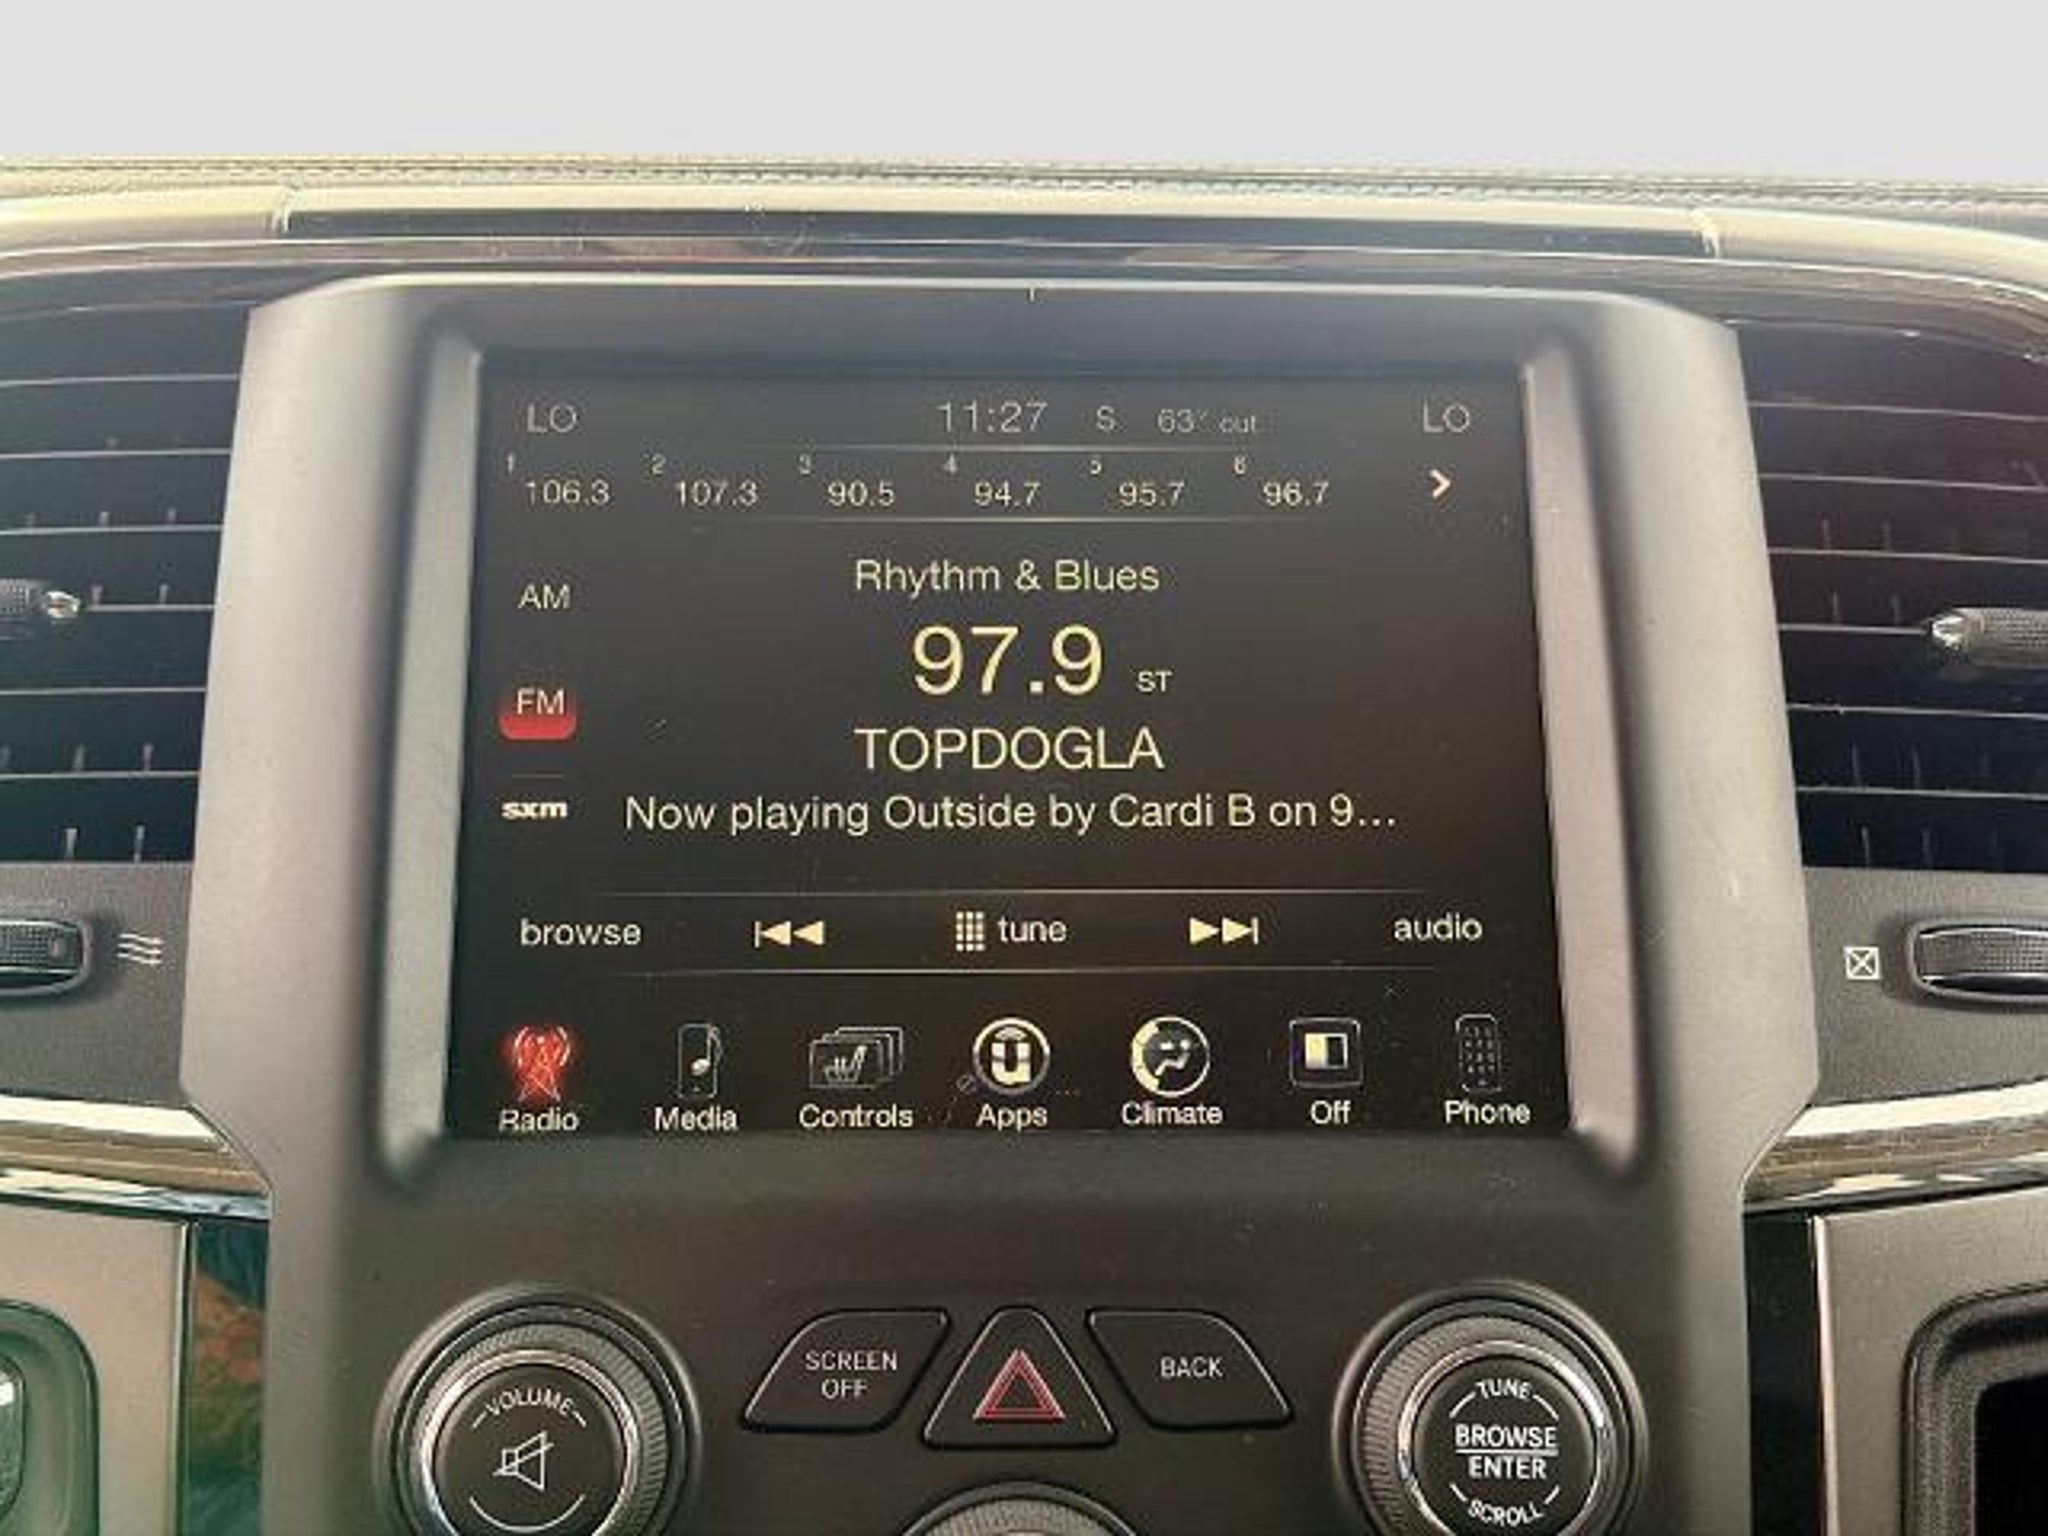 LO 11:27 S 63° out LO
1 106.3 2 107.3 3 90.5 4 94.7 5 95.7 6 96.7 >
Rhythm & Blues
AM
97.9 ST
FM
TOPDOGLA
sxm
Now playing Outside by Cardi B on 9...
browse tune audio
Radio Media Controls Apps Climate Off Phone
SCREEN
OFF
BACK
VOLUME
TUNE
BROWSE
ENTER
SCROLL